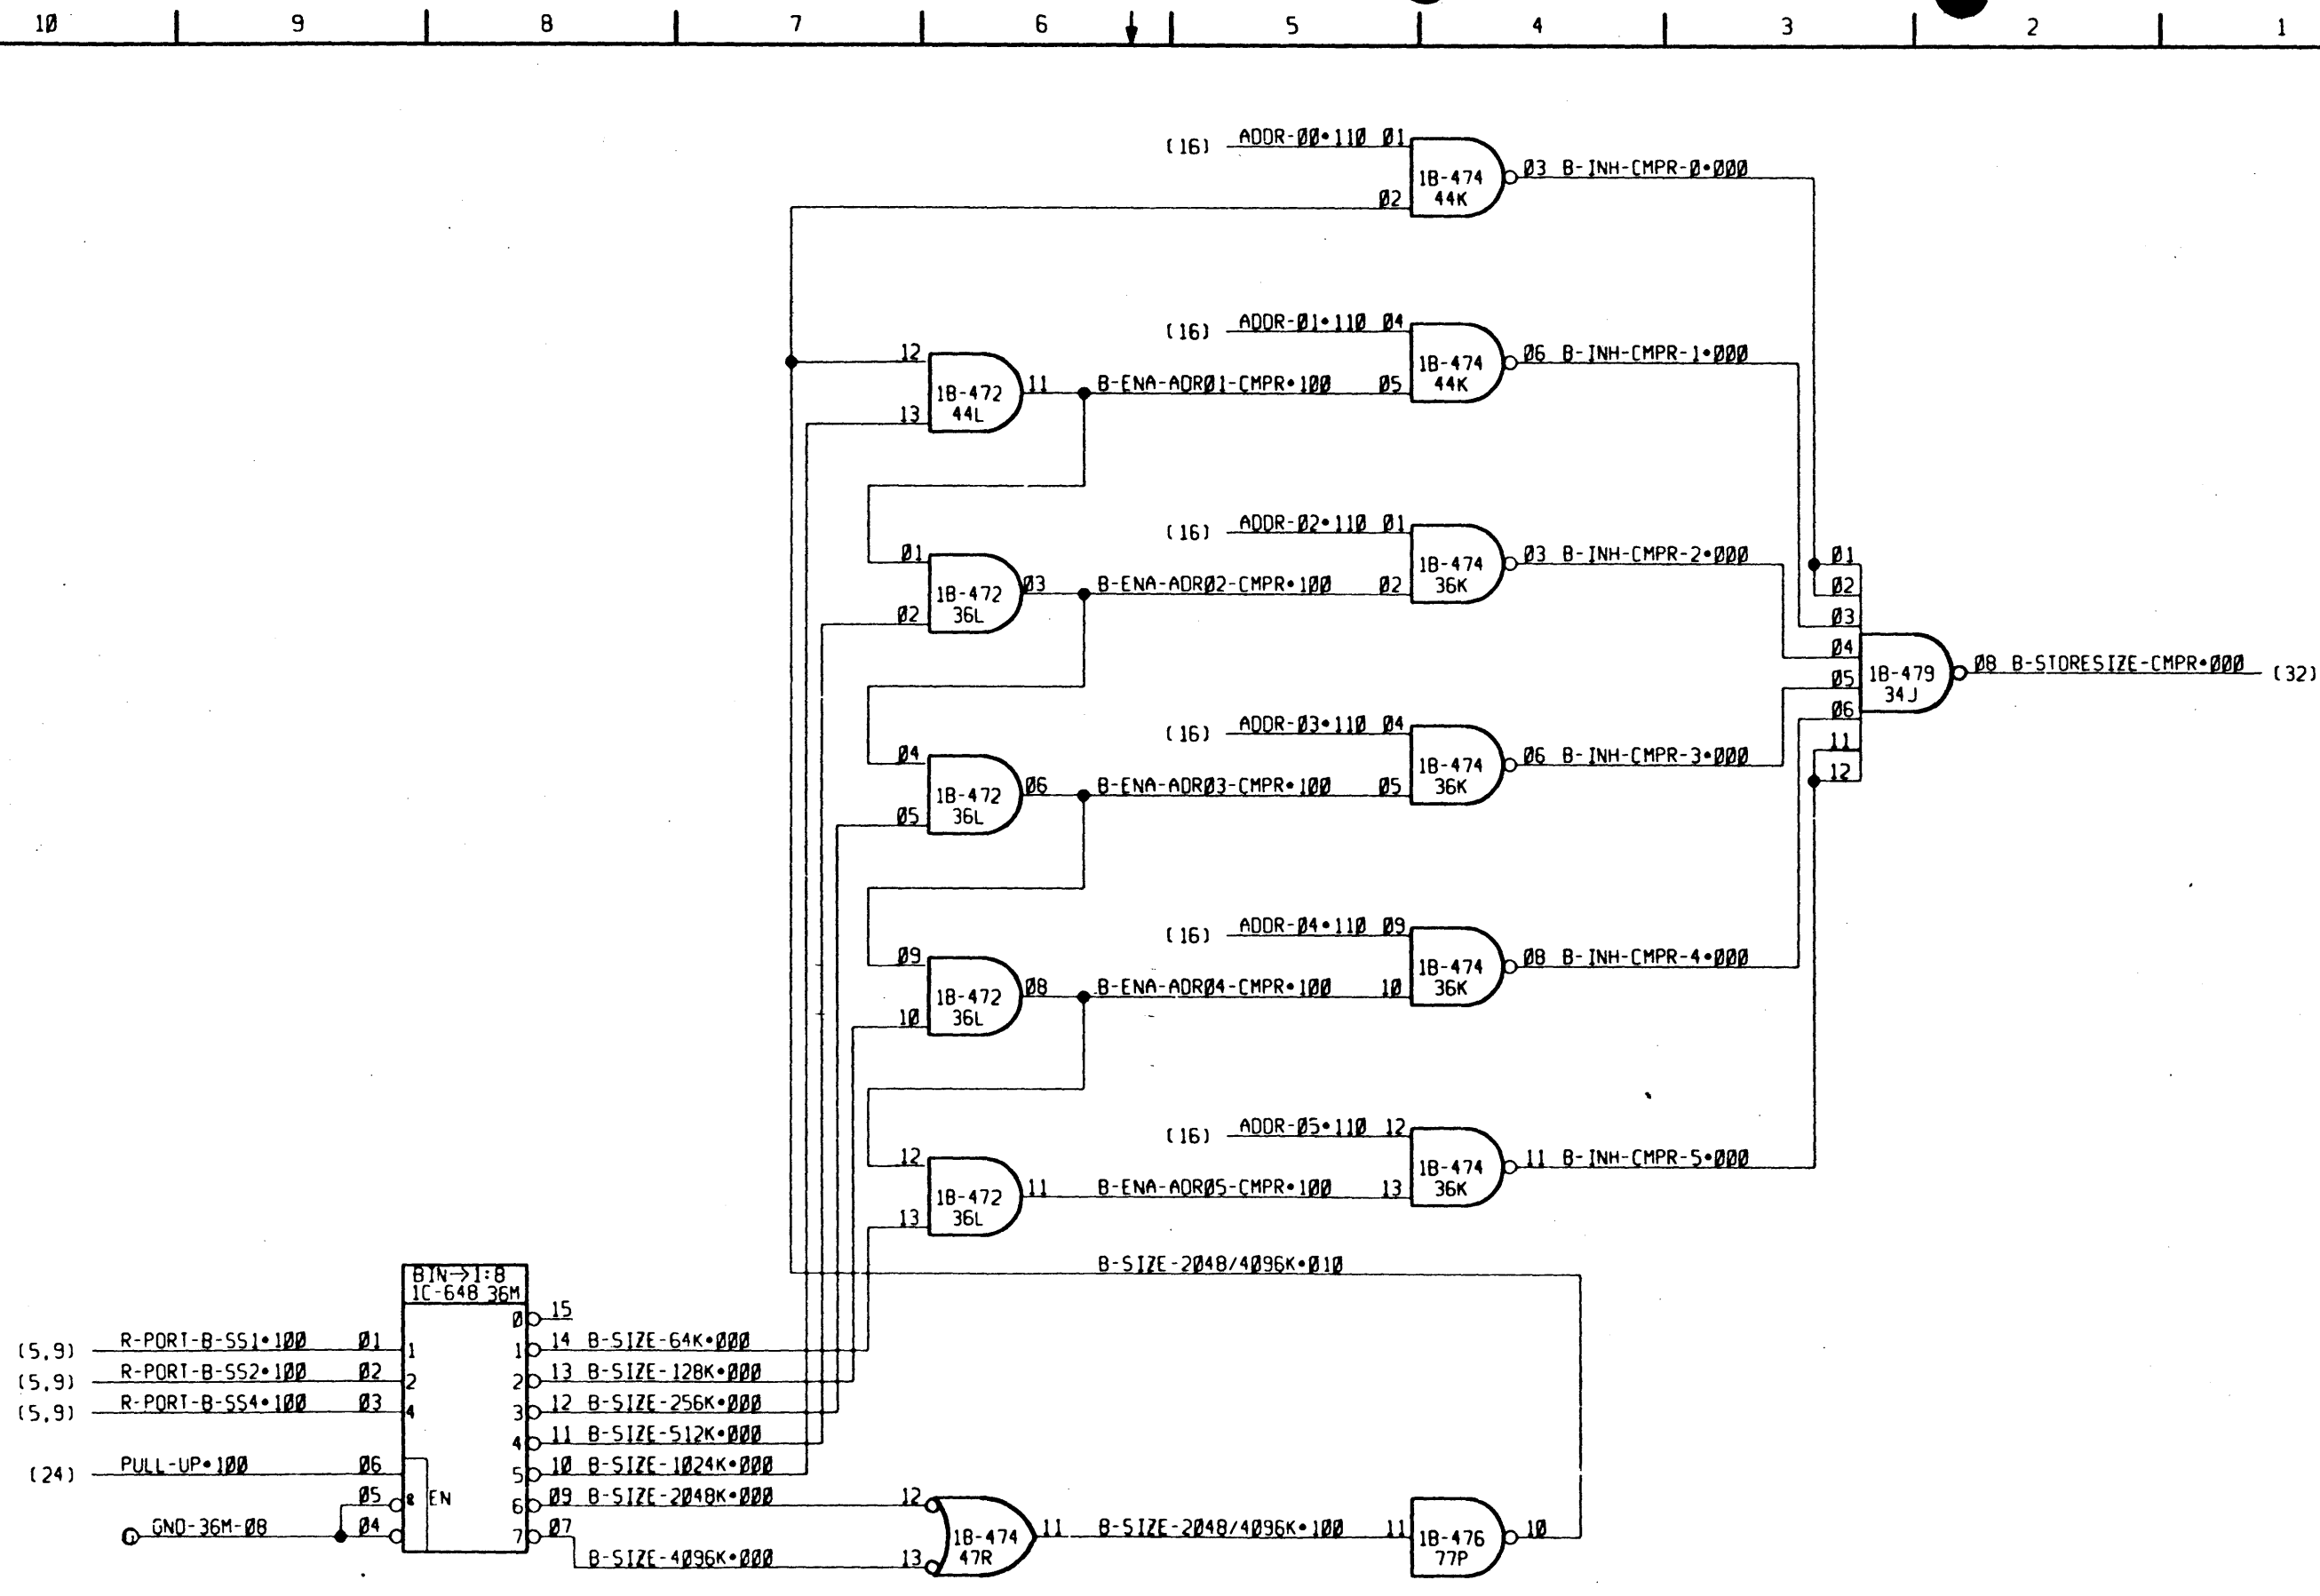 10 9 8 7 6 5 4 3 2 1
(16) ADDR-00•110 01
1B-474
44K
03 B-INH-CMPR-0•000
02
(16) ADDR-01•110 04
1B-474
44K
06 B-INH-CMPR-1•000
12
1B-472
44L
11 B-ENA-ADR01-CMPR•100 05
13
(16) ADDR-02•110 01
1B-474
36K
03 B-INH-CMPR-2•000
01
1B-472
36L
03 B-ENA-ADR02-CMPR•100 02
02
01
02
03
04
05
06
11
12
1B-479
34J
08 B-STORESIZE-CMPR•000 (32)
(16) ADDR-03•110 04
1B-474
36K
06 B-INH-CMPR-3•000
04
1B-472
36L
06 B-ENA-ADR03-CMPR•100 05
05
(16) ADDR-04•110 09
1B-474
36K
08 B-INH-CMPR-4•000
09
1B-472
36L
08 B-ENA-ADR04-CMPR•100 10
10
(16) ADDR-05•110 12
1B-474
36K
11 B-INH-CMPR-5•000
12
1B-472
36L
11 B-ENA-ADR05-CMPR•100 13
13
B-SIZE-2048/4096K•010
BIN→1:8
1C-648 36M
0 15
(5,9) R-PORT-B-SS1•100 01 1
1 14 B-SIZE-64K•000
(5,9) R-PORT-B-SS2•100 02 2
2 13 B-SIZE-128K•000
(5,9) R-PORT-B-SS4•100 03 4
3 12 B-SIZE-256K•000
4 11 B-SIZE-512K•000
(24) PULL-UP•100 06
5 10 B-SIZE-1024K•000
05 & EN
6 09 B-SIZE-2048K•000 12
G GND-36M-08 04
7 07
B-SIZE-4096K•000 13
1B-474
47R
11 B-SIZE-2048/4096K•100 11
1B-476
77P
10